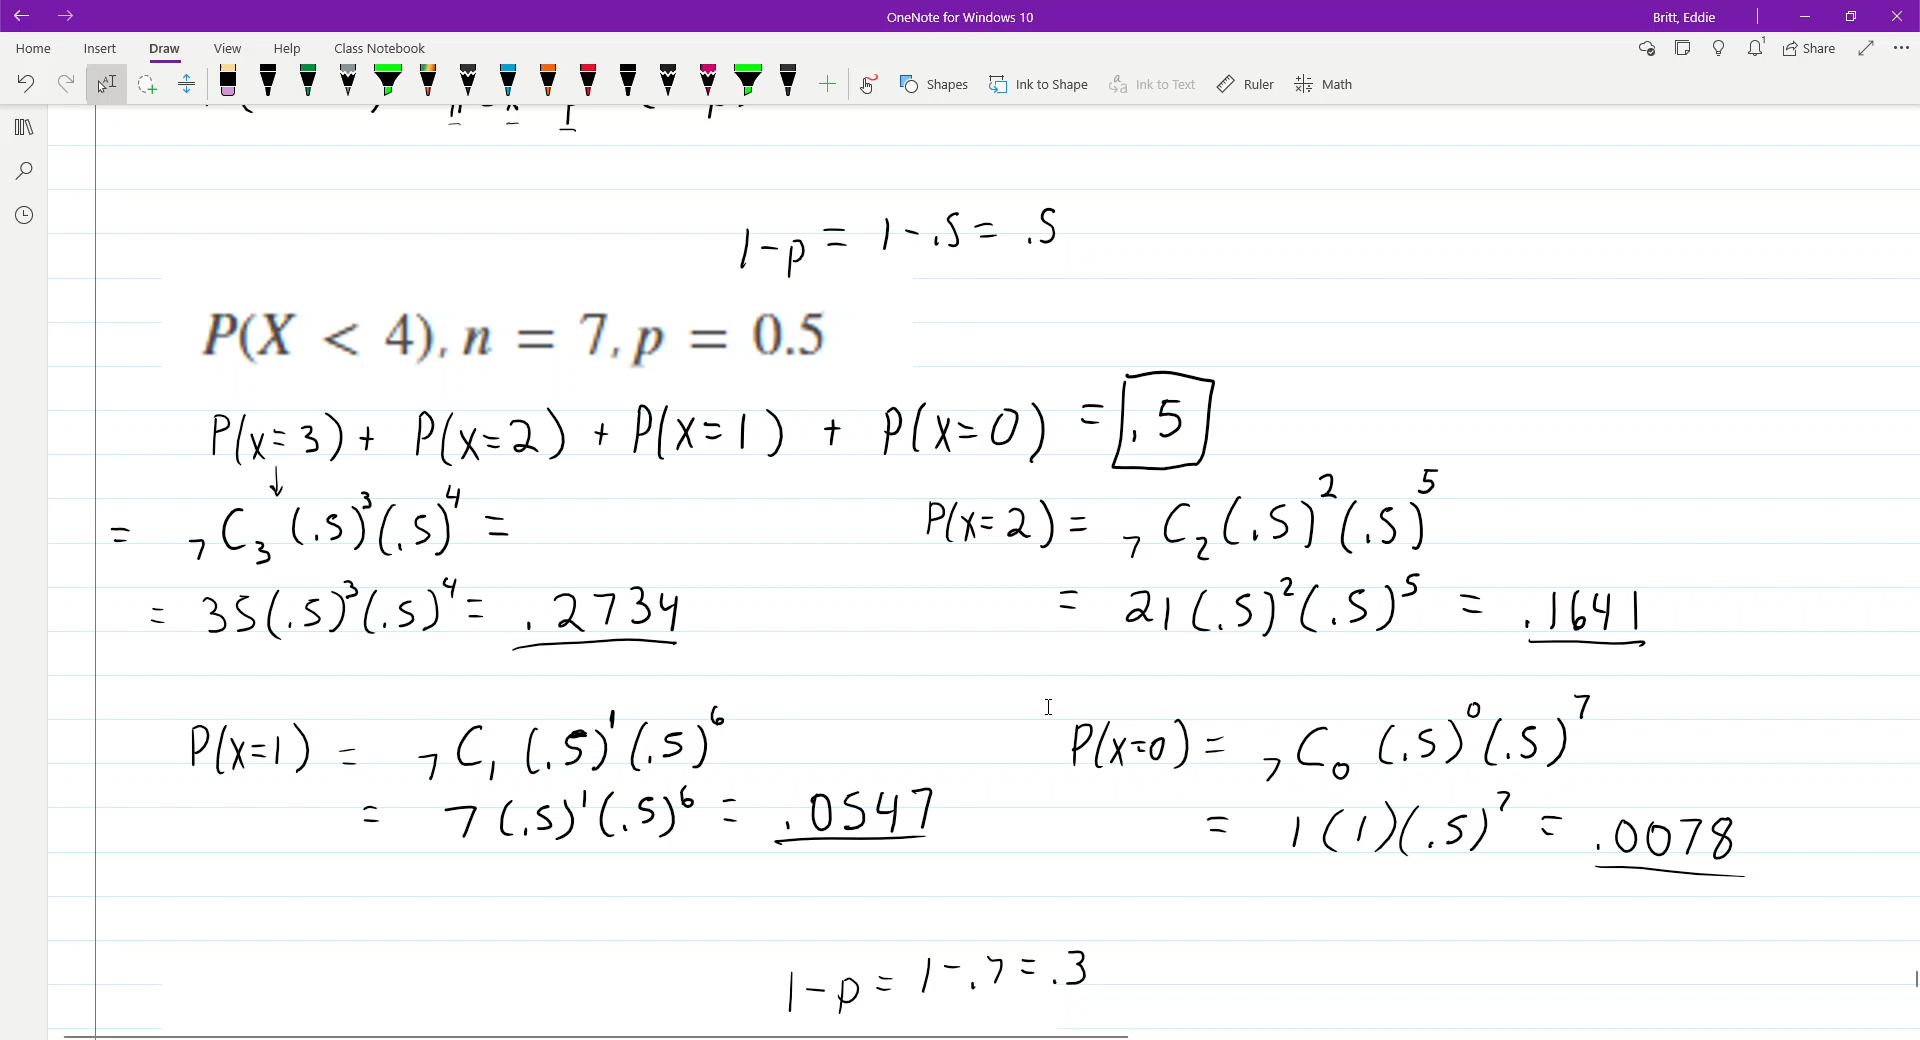 OneNote for Windows 10
Britt, Eddie
Home Insert Draw View Help Class Notebook
1 Share
Shapes Ink to Shape Ink to Text Ruler Math
1-p = 1-.5 = .5
P(X < 4), n = 7, p = 0.5
P(x=3) + P(x=2) + P(x=1) + P(x=0) = .5
= ₇C₃ (.5)³(.5)⁴ =
= 35(.5)³(.5)⁴ = .2734
P(x=2) = ₇C₂(.5)²(.5)⁵
= 21(.5)²(.5)⁵ = .1641
P(x=1) = ₇C₁ (.5)¹(.5)⁶
= 7(.5)¹(.5)⁶ = .0547
P(x=0) = ₇C₀ (.5)⁰(.5)⁷
= 1(1)(.5)⁷ = .0078
1-p = 1-.7 = .3